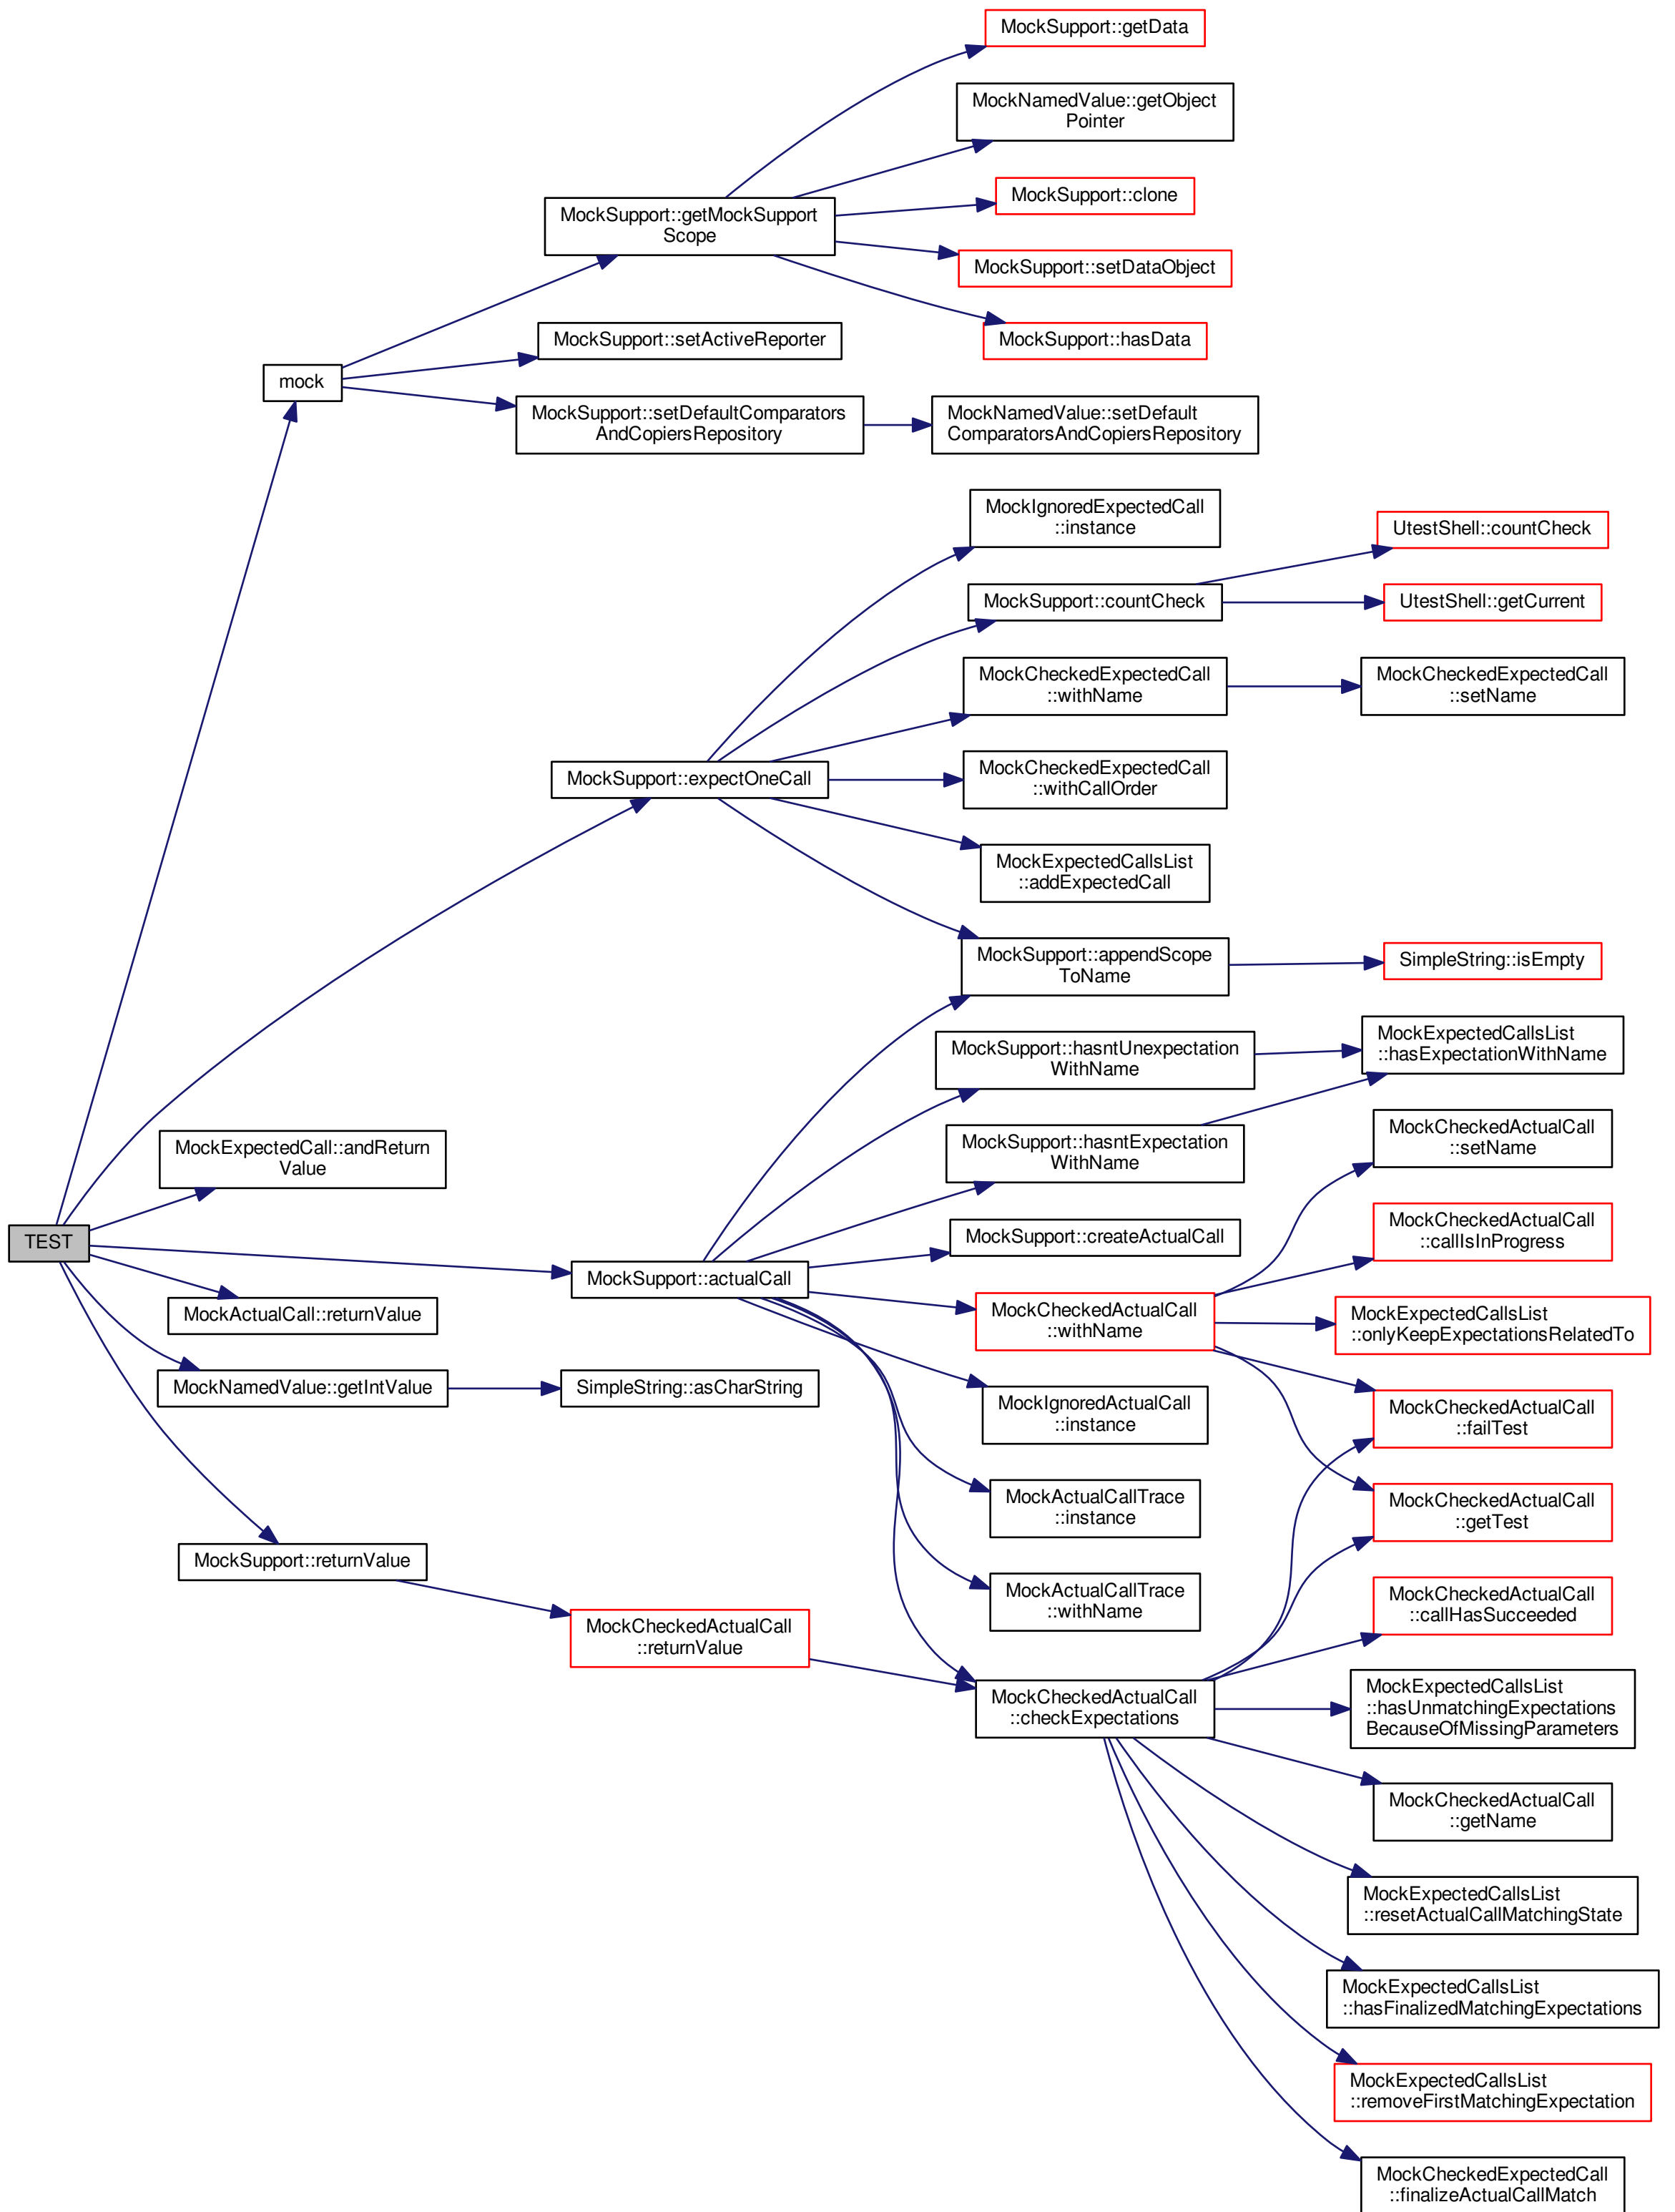 MockSupport::getData
MockNamedValue::getObject
Pointer
MockSupport::clone
MockSupport::getMockSupport
Scope
MockSupport::setDataObject
MockSupport::hasData
MockSupport::setActiveReporter
mock
MockSupport::setDefaultComparators
AndCopiersRepository
MockNamedValue::setDefault
ComparatorsAndCopiersRepository
MockIgnoredExpectedCall
::instance
UtestShell::countCheck
MockSupport::countCheck
UtestShell::getCurrent
MockCheckedExpectedCall
::withName
MockCheckedExpectedCall
::setName
MockSupport::expectOneCall
MockCheckedExpectedCall
::withCallOrder
MockExpectedCallsList
::addExpectedCall
MockSupport::appendScope
ToName
SimpleString::isEmpty
MockSupport::hasntUnexpectation
WithName
MockExpectedCallsList
::hasExpectationWithName
MockExpectedCall::andReturn
Value
MockSupport::hasntExpectation
WithName
MockCheckedActualCall
::setName
TEST
MockSupport::createActualCall
MockCheckedActualCall
::callIsInProgress
MockSupport::actualCall
MockActualCall::returnValue
MockCheckedActualCall
::withName
MockExpectedCallsList
::onlyKeepExpectationsRelatedTo
MockNamedValue::getIntValue
SimpleString::asCharString
MockIgnoredActualCall
::instance
MockCheckedActualCall
::failTest
MockActualCallTrace
::instance
MockCheckedActualCall
::getTest
MockSupport::returnValue
MockActualCallTrace
::withName
MockCheckedActualCall
::callHasSucceeded
MockCheckedActualCall
::returnValue
MockCheckedActualCall
::checkExpectations
MockExpectedCallsList
::hasUnmatchingExpectations
BecauseOfMissingParameters
MockCheckedActualCall
::getName
MockExpectedCallsList
::resetActualCallMatchingState
MockExpectedCallsList
::hasFinalizedMatchingExpectations
MockExpectedCallsList
::removeFirstMatchingExpectation
MockCheckedExpectedCall
::finalizeActualCallMatch